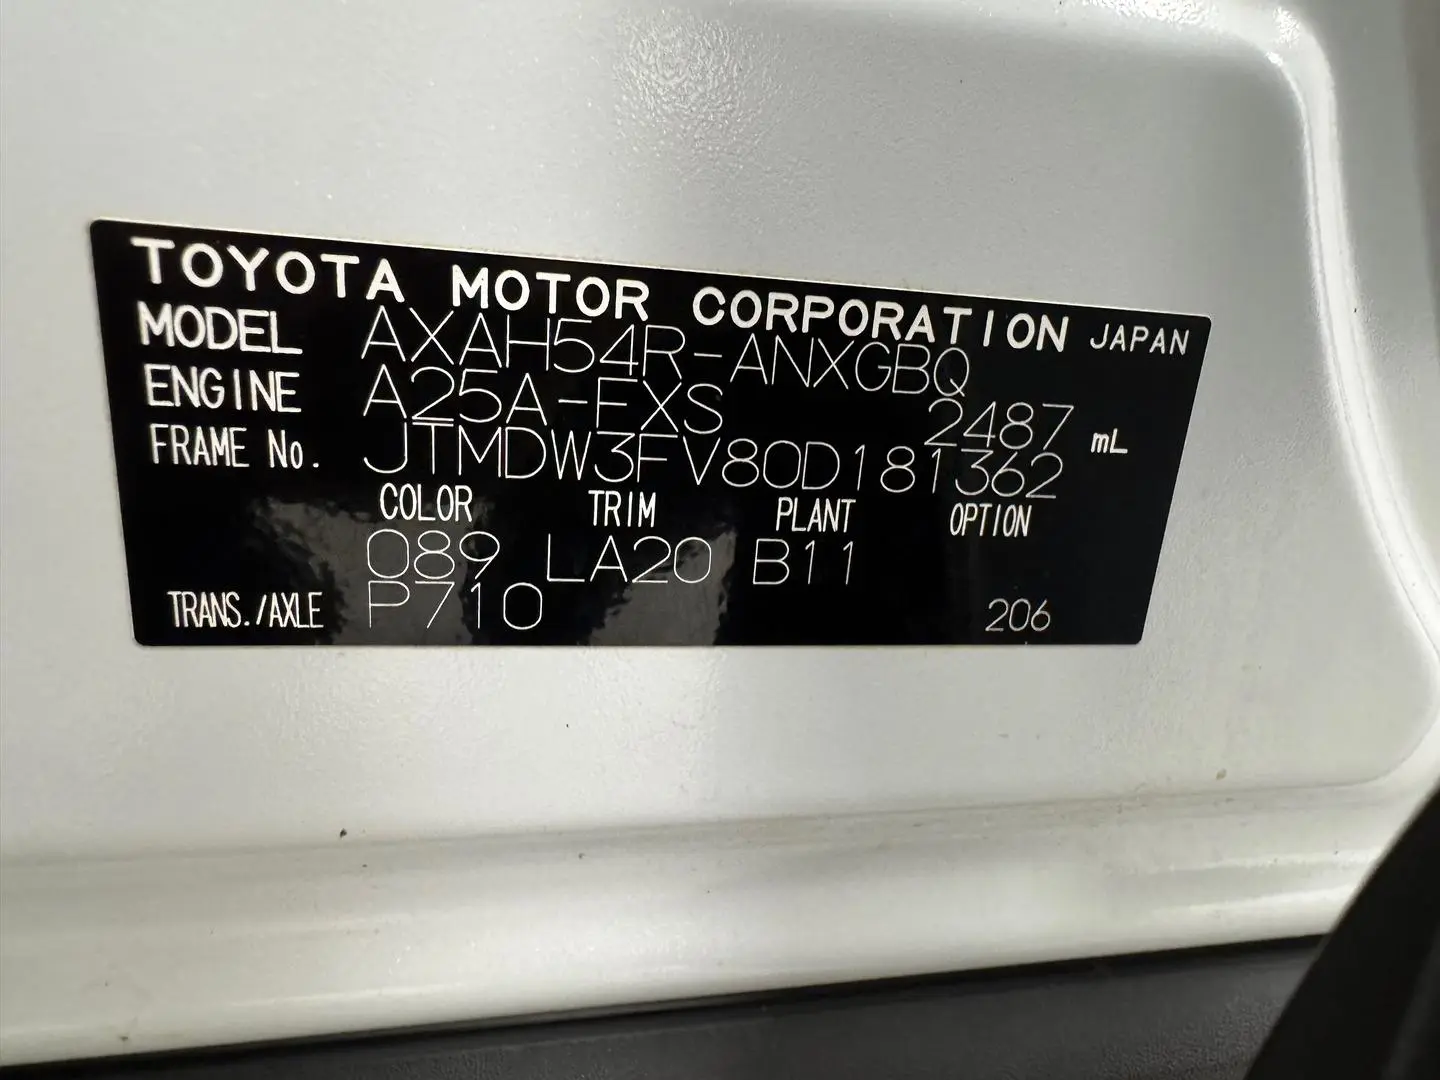 TOYOTA MOTOR CORPORATION JAPAN
MODEL AXAH54R-ANXGBQ
ENGINE A25A-FXS 2487 mL
FRAME No. JTMDW3FV80D181362
COLOR TRIM PLANT OPTION
089 LA20 B11
TRANS./AXLE P710 206